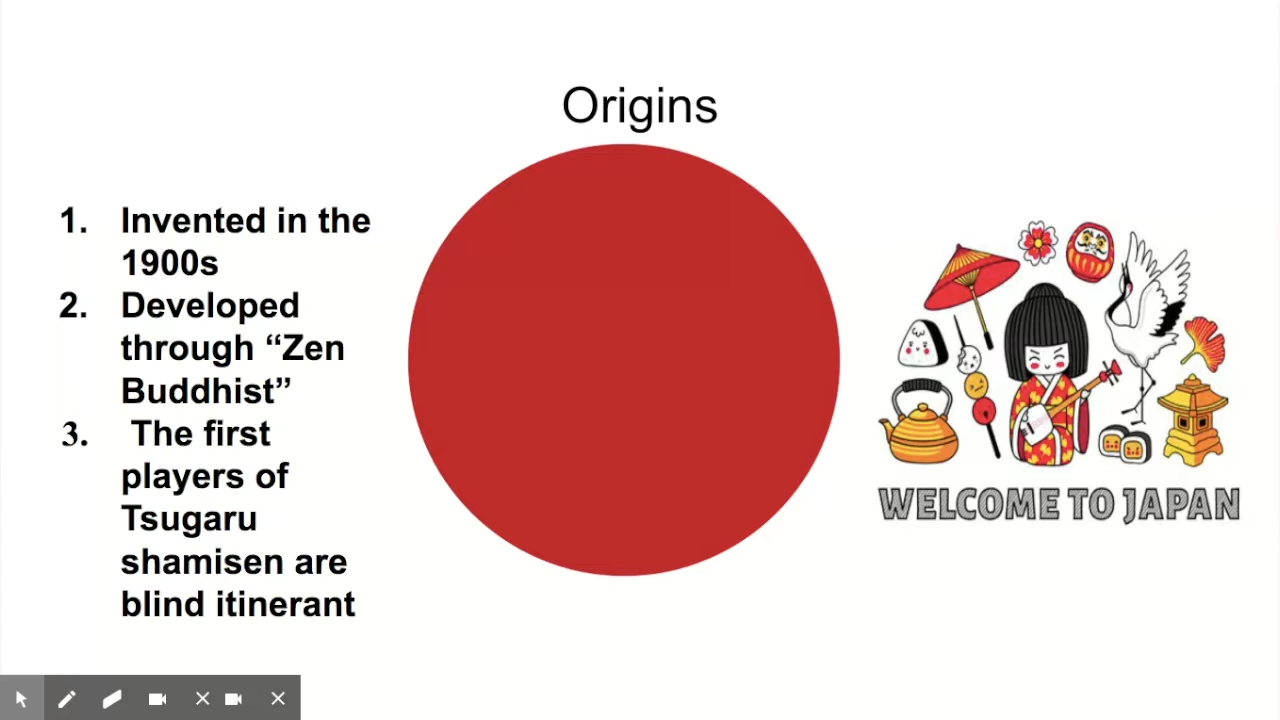 Origins
1. Invented in the
1900s
2. Developed
through “Zen
Buddhist”
3. The first
players of
Tsugaru
shamisen are
blind itinerant
WELCOME TO JAPAN